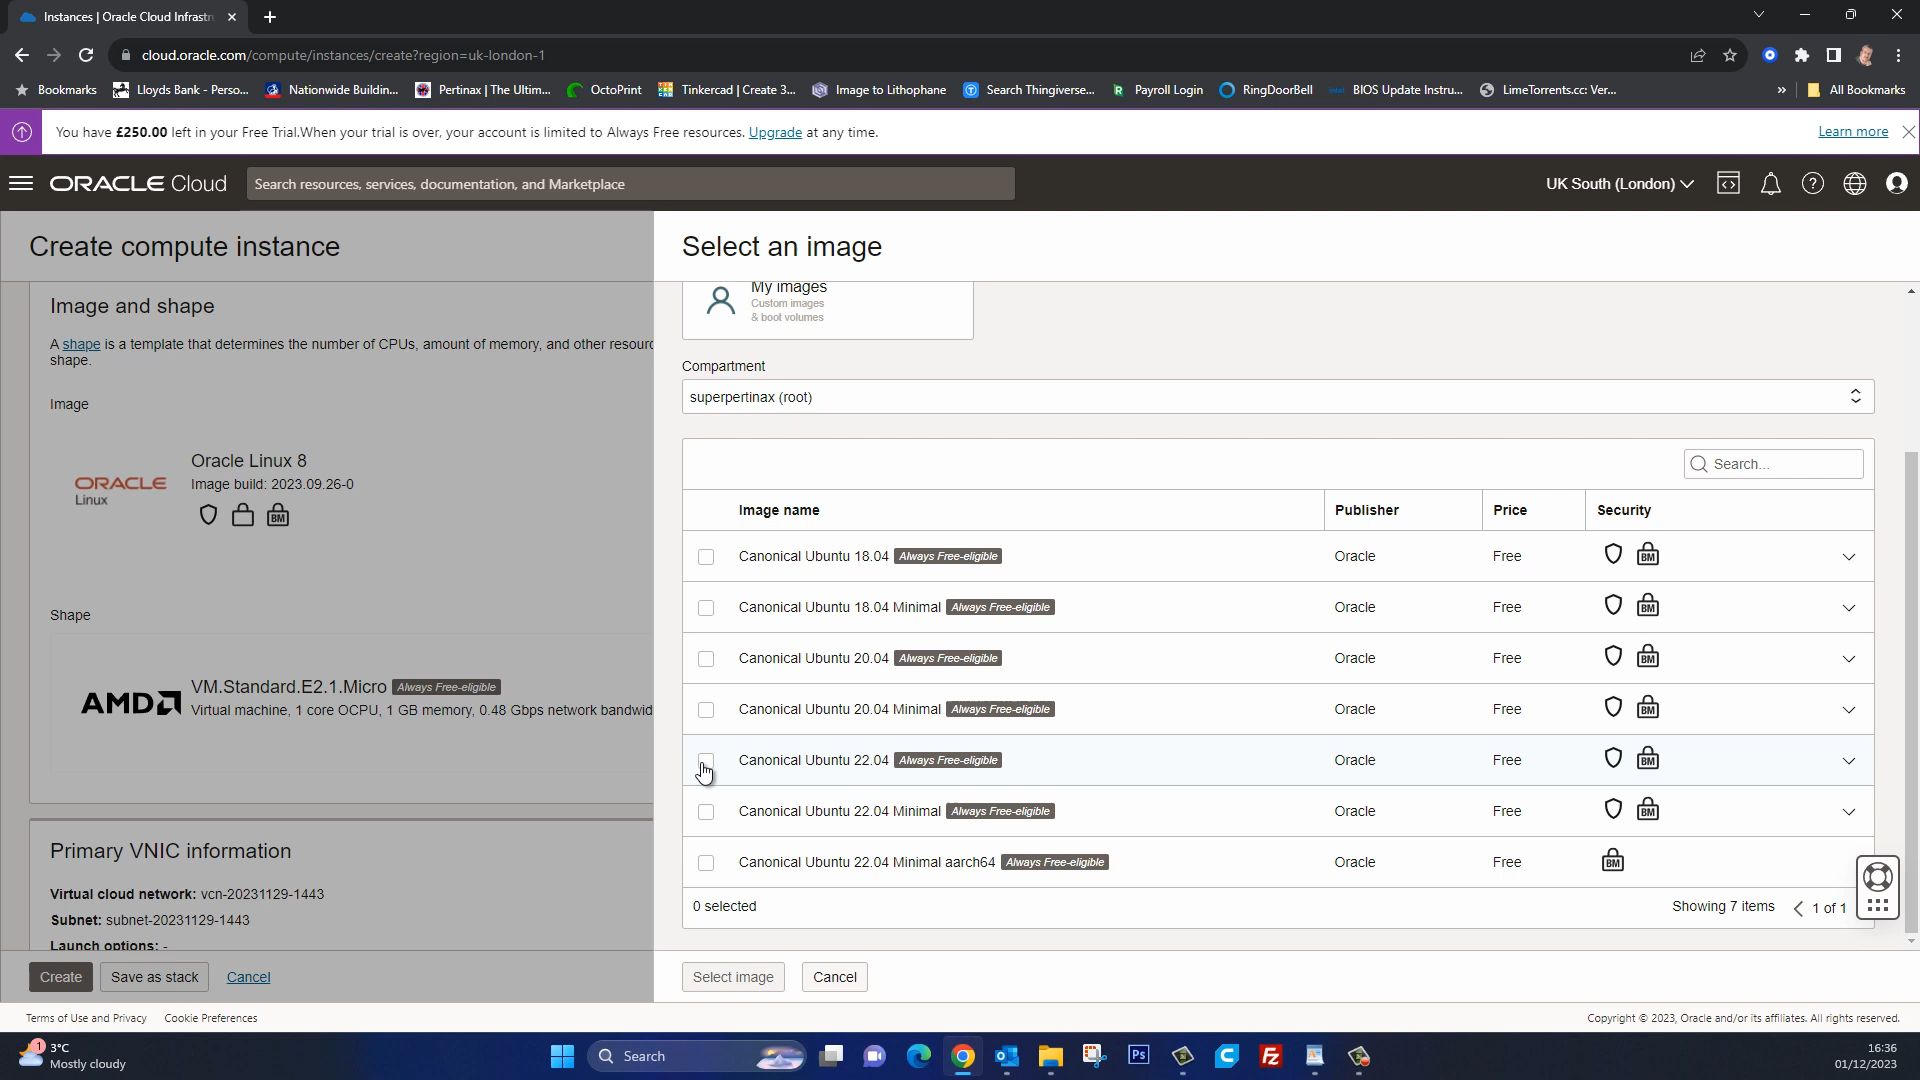 Instances | Oracle Cloud Infrastr
cloud.oracle.com/compute/instances/create?region=uk-london-1
Bookmarks
Lloyds Bank - Perso...
Nationwide Buildin...
Pertinax | The Ultim...
OctoPrint
Tinkercad | Create 3...
Image to Lithophane
Search Thingiverse...
Payroll Login
RingDoorBell
BIOS Update Instru...
LimeTorrents.cc: Ver...
»
All Bookmarks
You have £250.00 left in your Free Trial.When your trial is over, your account is limited to Always Free resources. Upgrade at any time.
Learn more
ORACLE Cloud
Search resources, services, documentation, and Marketplace
UK South (London)
Create compute instance
Image and shape
A shape is a template that determines the number of CPUs, amount of memory, and other resourc
shape.
Image
ORACLE
Linux
Oracle Linux 8
Image build: 2023.09.26-0
BM
Shape
AMD
VM.Standard.E2.1.Micro Always Free-eligible
Virtual machine, 1 core OCPU, 1 GB memory, 0.48 Gbps network bandwid
Primary VNIC information
Virtual cloud network: vcn-20231129-1443
Subnet: subnet-20231129-1443
Launch options: -
Create
Save as stack
Cancel
Select an image
My images
Custom images
& boot volumes
Compartment
superpertinax (root)
Search...
Image name Publisher Price Security
Canonical Ubuntu 18.04 Always Free-eligible Oracle Free BM
Canonical Ubuntu 18.04 Minimal Always Free-eligible Oracle Free BM
Canonical Ubuntu 20.04 Always Free-eligible Oracle Free BM
Canonical Ubuntu 20.04 Minimal Always Free-eligible Oracle Free BM
Canonical Ubuntu 22.04 Always Free-eligible Oracle Free BM
Canonical Ubuntu 22.04 Minimal Always Free-eligible Oracle Free BM
Canonical Ubuntu 22.04 Minimal aarch64 Always Free-eligible Oracle Free BM
0 selected
Showing 7 items
1 of 1
Select image
Cancel
Terms of Use and Privacy
Cookie Preferences
Copyright © 2023, Oracle and/or its affiliates. All rights reserved.
1
3°C
Mostly cloudy
Search
Ps
Fz
16:36
01/12/2023